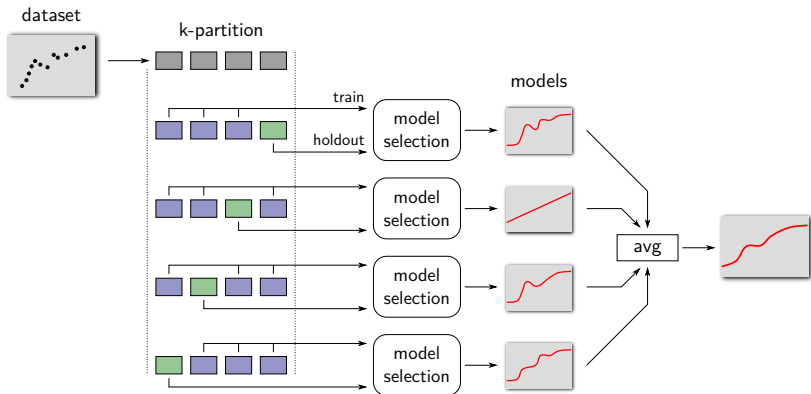 dataset
k-partition
models
train
holdout
model
selection
model
selection
model
selection
model
selection
avg